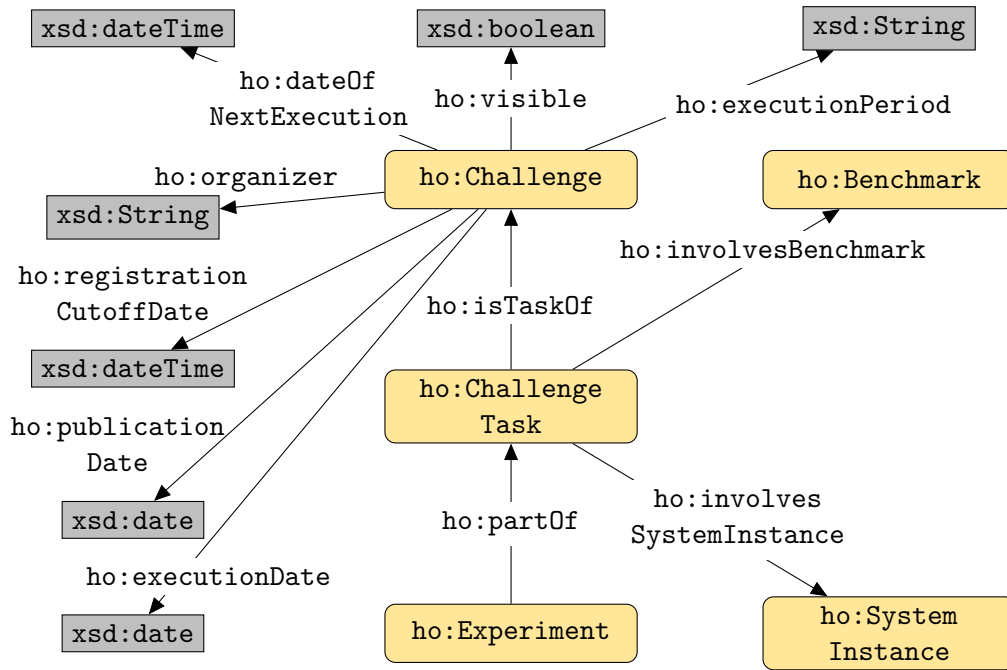 xsd:dateTime
xsd:boolean
xsd:String
ho:dateOf
NextExecution
ho:visible
ho:executionPeriod
ho:organizer
ho:Challenge
ho:Benchmark
xsd:String
ho:involvesBenchmark
ho:registration
CutoffDate
ho:isTaskOf
xsd:dateTime
ho:Challenge
Task
ho:publication
Date
xsd:date
ho:partOf
ho:involves
SystemInstance
ho:executionDate
xsd:date
ho:Experiment
ho:System
Instance